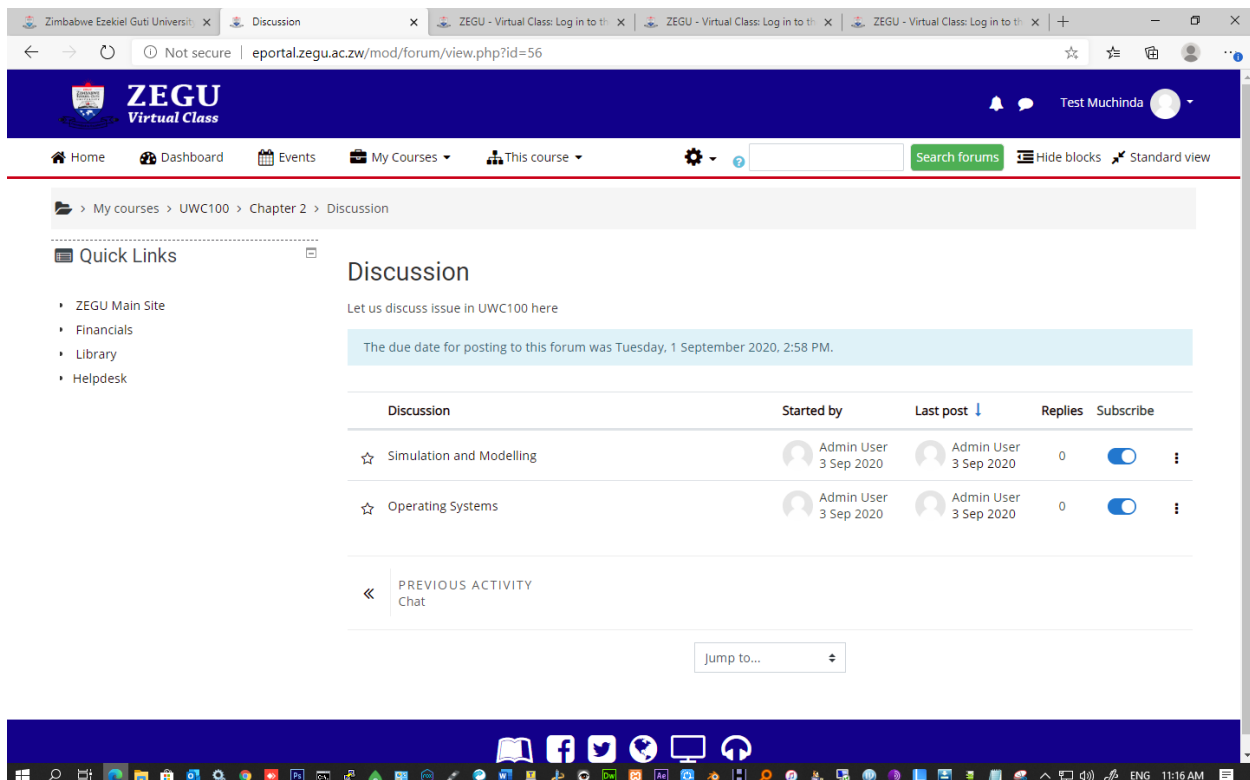 Zimbabwe Ezekiel Guti Universit
Discussion
ZEGU - Virtual Class: Log in to th
ZEGU - Virtual Class: Log in to th
ZEGU - Virtual Class: Log in to th
Not secure | eportal.zegu.ac.zw/mod/forum/view.php?id=56
ZEGU
Virtual Class
Test Muchinda
Home Dashboard Events My Courses This course Search forums Hide blocks Standard view
> My courses > UWC100 > Chapter 2 > Discussion
Quick Links
ZEGU Main Site
Financials
Library
Helpdesk
Discussion
Let us discuss issue in UWC100 here
The due date for posting to this forum was Tuesday, 1 September 2020, 2:58 PM.
Discussion Started by Last post ↓ Replies Subscribe
Simulation and Modelling Admin User Admin User 0
3 Sep 2020 3 Sep 2020
Operating Systems Admin User Admin User 0
3 Sep 2020 3 Sep 2020
PREVIOUS ACTIVITY
Chat
Jump to...
ENG 11:16 AM